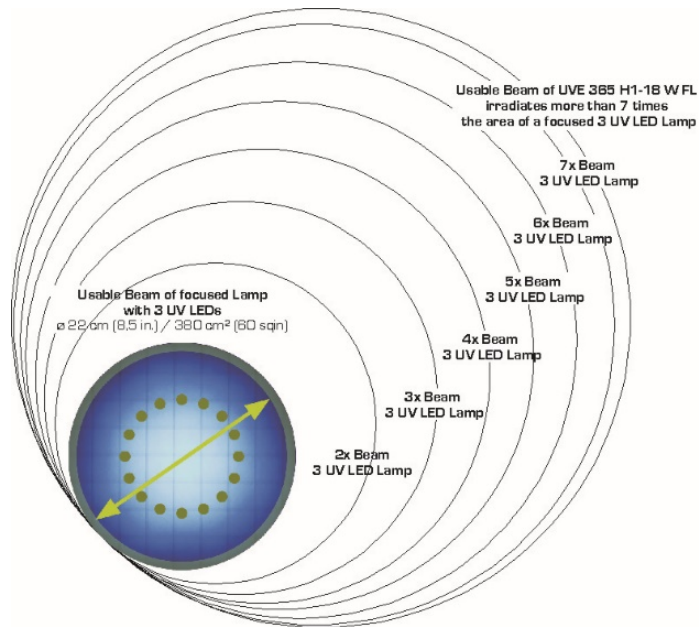 Usable Beam of UVE 365 H1-18 W FL
irradiates more than 7 times
the area of a focused 3 UV LED Lamp
7x Beam
3 UV LED Lamp
6x Beam
3 UV LED Lamp
5x Beam
3 UV LED Lamp
Usable Beam of focused Lamp
with 3 UV LEDs
ø 22 cm (8,5 in.) / 380 cm² (60 sqin)
4x Beam
3 UV LED Lamp
3x Beam
3 UV LED Lamp
2x Beam
3 UV LED Lamp